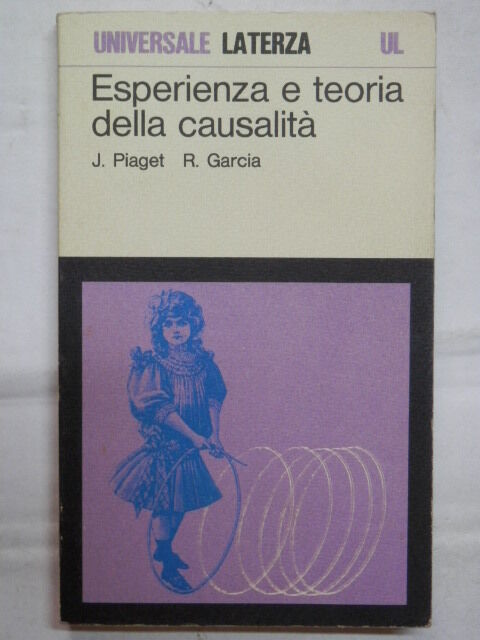 UNIVERSALE LATERZA UL
Esperienza e teoria
della causalità
J. Piaget R. Garcia